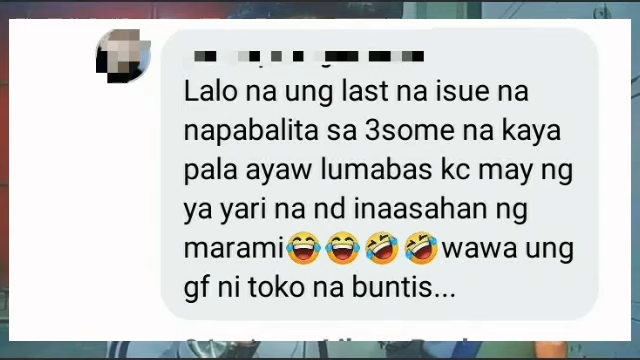 Lalo na ung last na isue na
napabalita sa 3some na kaya
pala ayaw lumabas kc may ng
ya yari na nd inaasahan ng
marami😂😂🤣🤣wawa ung
gf ni toko na buntis...